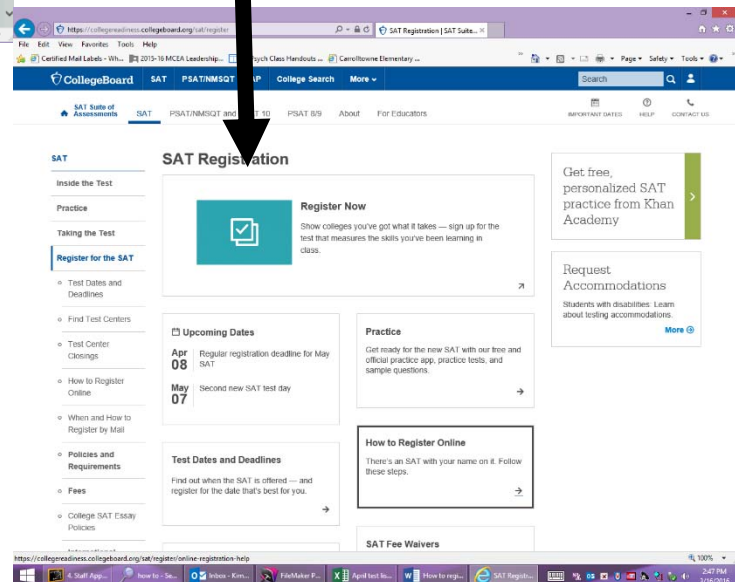 https://collegereadiness.collegeboard.org/sat/register
SAT Registration | SAT Suite...
File Edit View Favorites Tools Help
Certified Mail Labels - Wh... 2015-16 MCEA Leadership... Psych Class Handouts ... Carrolltowne Elementary ...
Page Safety Tools
CollegeBoard SAT PSAT/NMSQT AP College Search More Search
SAT Suite of Assessments SAT PSAT/NMSQT and 10 PSAT 8/9 About For Educators IMPORTANT DATES HELP CONTACT US
SAT
Inside the Test
Practice
Taking the Test
Register for the SAT
Test Dates and
Deadlines
Find Test Centers
Test Center
Closings
How to Register
Online
When and How to
Register by Mail
Policies and
Requirements
Fees
College SAT Essay
Policies
SAT Registration
Register Now
Show colleges you've got what it takes — sign up for the
test that measures the skills you've been learning in
class.
Upcoming Dates
Apr 08 Regular registration deadline for May
SAT
May 07 Second new SAT test day
Practice
Get ready for the new SAT with our free and
official practice app, practice tests, and
sample questions.
Test Dates and Deadlines
Find out when the SAT is offered — and
register for the date that's best for you.
How to Register Online
There's an SAT with your name on it. Follow
these steps.
SAT Fee Waivers
Get free,
personalized SAT
practice from Khan
Academy
Request
Accommodations
Students with disabilities: Learn
about testing accommodations.
More
https://collegereadiness.collegeboard.org/sat/register/online-registration-help
100%
4. Staff App... how to - Se... Inbox - Kim... FileMaker P... April test lis... How to regi... SAT Regist...
2:47 PM